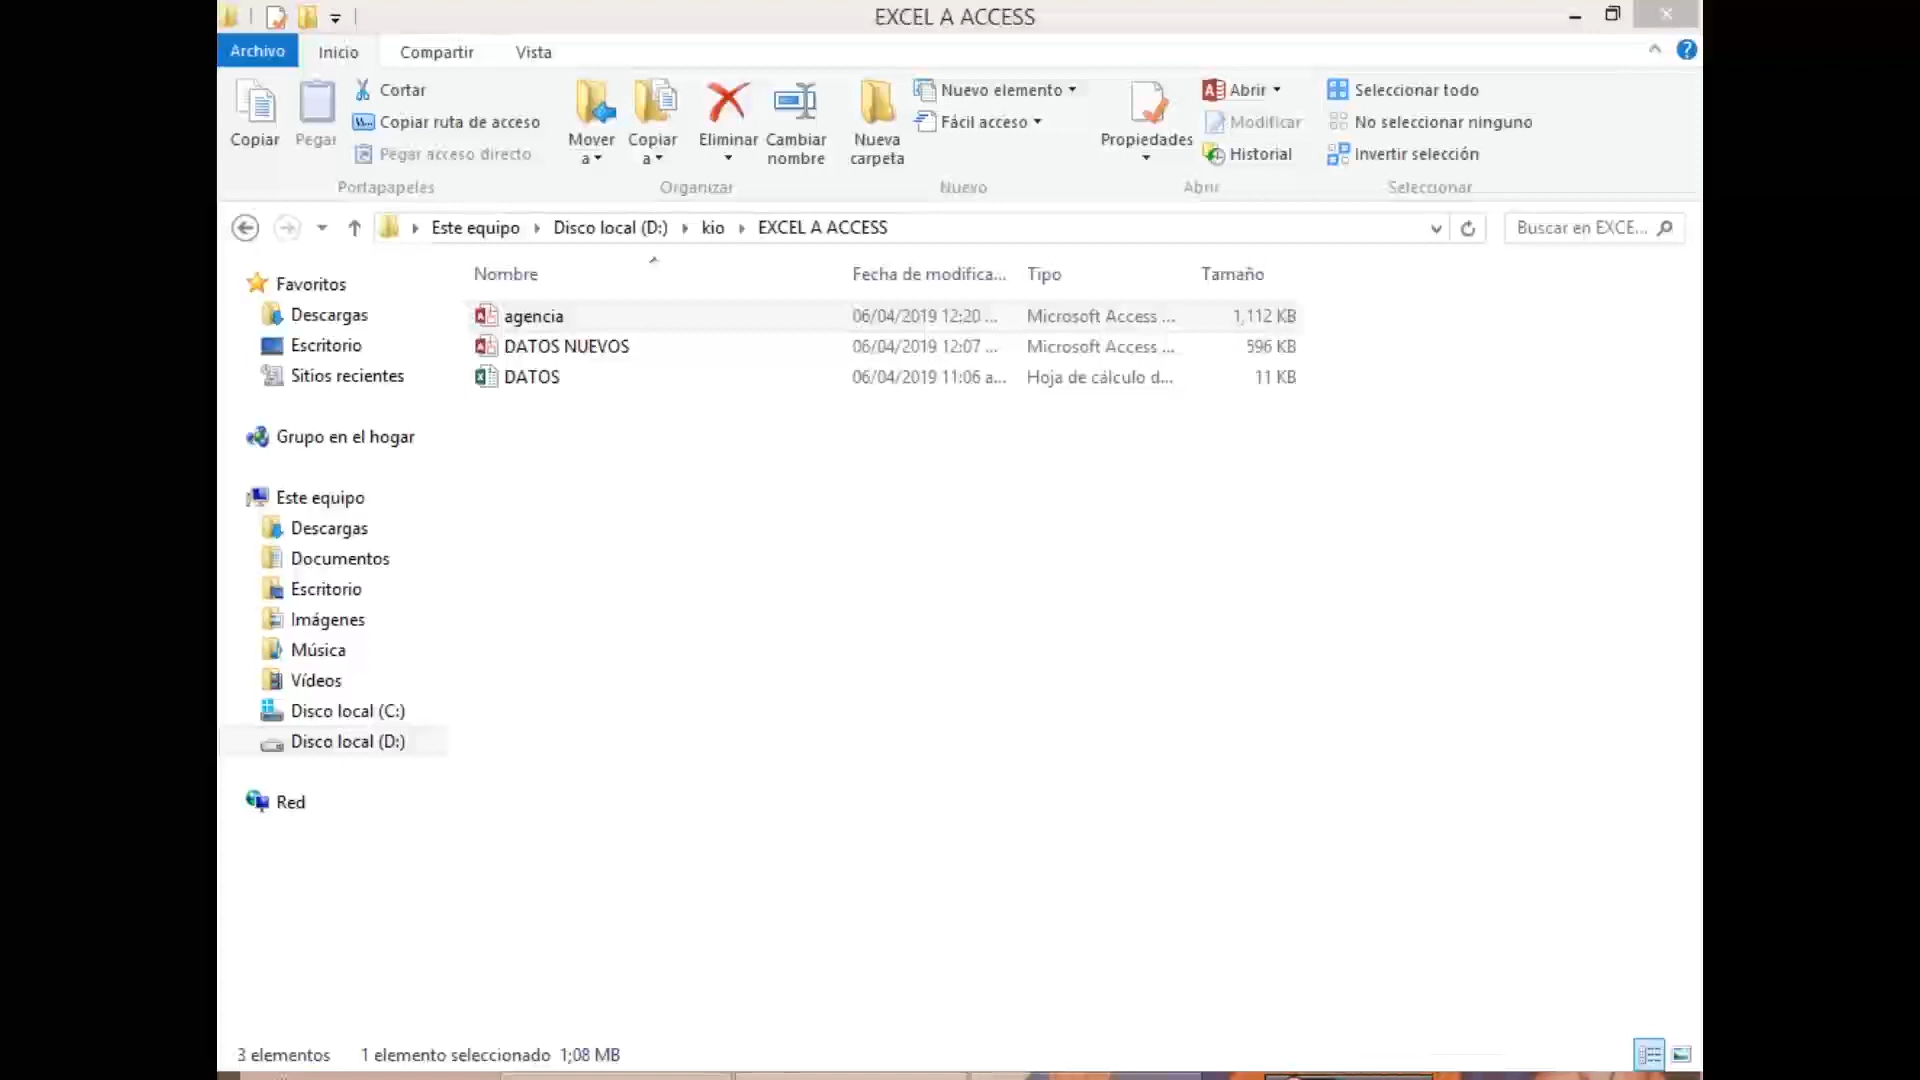 EXCEL A ACCESS
Archivo Inicio Compartir Vista
Copiar
Pegar
Cortar
Copiar ruta de acceso
Pegar acceso directo
Portapapeles
Mover a
Copiar a
Eliminar
Cambiar nombre
Organizar
Nueva carpeta
Nuevo elemento
Fácil acceso
Nuevo
Propiedades
Abrir
Modificar
Historial
Abrir
Seleccionar todo
No seleccionar ninguno
Invertir selección
Seleccionar
Este equipo Disco local (D:) kio EXCEL A ACCESS
Buscar en EXCE...
Favoritos
Descargas
Escritorio
Sitios recientes
Grupo en el hogar
Este equipo
Descargas
Documentos
Escritorio
Imágenes
Música
Vídeos
Disco local (C:)
Disco local (D:)
Red
Nombre Fecha de modifica... Tipo Tamaño
agencia 06/04/2019 12:20 ... Microsoft Access ... 1,112 KB
DATOS NUEVOS 06/04/2019 12:07 ... Microsoft Access ... 596 KB
DATOS 06/04/2019 11:06 a... Hoja de cálculo d... 11 KB
3 elementos 1 elemento seleccionado 1;08 MB